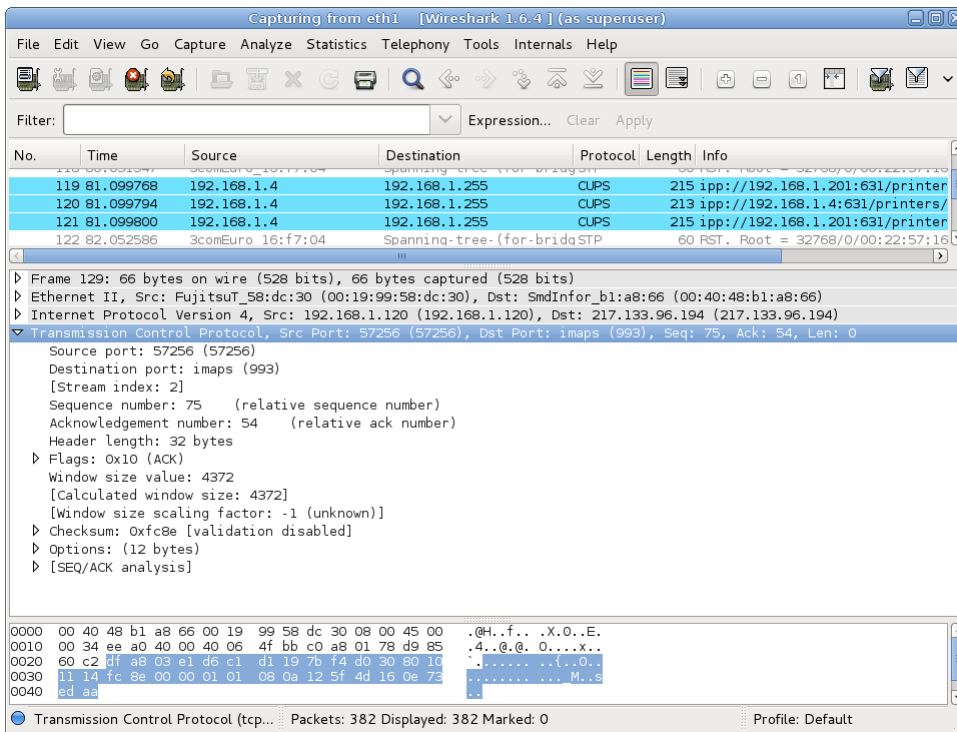 Capturing from eth1 [Wireshark 1.6.4 ] (as superuser)
File Edit View Go Capture Analyze Statistics Telephony Tools Internals Help
Filter: Expression... Clear Apply
No. Time Source Destination Protocol Length Info
119 81.099768 192.168.1.4 192.168.1.255 CUPS 215 ipp://192.168.1.201:631/printer
120 81.099794 192.168.1.4 192.168.1.255 CUPS 213 ipp://192.168.1.4:631/printers/
121 81.099800 192.168.1.4 192.168.1.255 CUPS 215 ipp://192.168.1.201:631/printer
122 82.052586 3comEuro_16:f7:04 Spanning-tree-(for-bridg STP 60 RST. Root = 32768/0/00:22:57:16
Frame 129: 66 bytes on wire (528 bits), 66 bytes captured (528 bits)
Ethernet II, Src: FujitsuT_58:dc:30 (00:19:99:58:dc:30), Dst: SmdInfor_b1:a8:66 (00:40:48:b1:a8:66)
Internet Protocol Version 4, Src: 192.168.1.120 (192.168.1.120), Dst: 217.133.96.194 (217.133.96.194)
Transmission Control Protocol, Src Port: 57256 (57256), Dst Port: imaps (993), Seq: 75, Ack: 54, Len: 0
Source port: 57256 (57256)
Destination port: imaps (993)
[Stream index: 2]
Sequence number: 75 (relative sequence number)
Acknowledgement number: 54 (relative ack number)
Header length: 32 bytes
Flags: 0x10 (ACK)
Window size value: 4372
[Calculated window size: 4372]
[Window size scaling factor: -1 (unknown)]
Checksum: 0xfc8e [validation disabled]
Options: (12 bytes)
[SEQ/ACK analysis]
0000 00 40 48 b1 a8 66 00 19 99 58 dc 30 08 00 45 00 .@H..f.. .X.0..E.
0010 00 34 ee a0 40 00 40 06 4f bb c0 a8 01 78 d9 85 .4..@.@. O....x..
0020 60 c2 df a8 03 e1 d6 c1 d1 19 7b f4 d0 30 80 10 `....... ..{..0..
0030 11 14 fc 8e 00 00 01 01 08 0a 12 5f 4d 16 0e 73 ........ ..._M..s
0040 ed aa ..
Transmission Control Protocol (tcp... Packets: 382 Displayed: 382 Marked: 0 Profile: Default